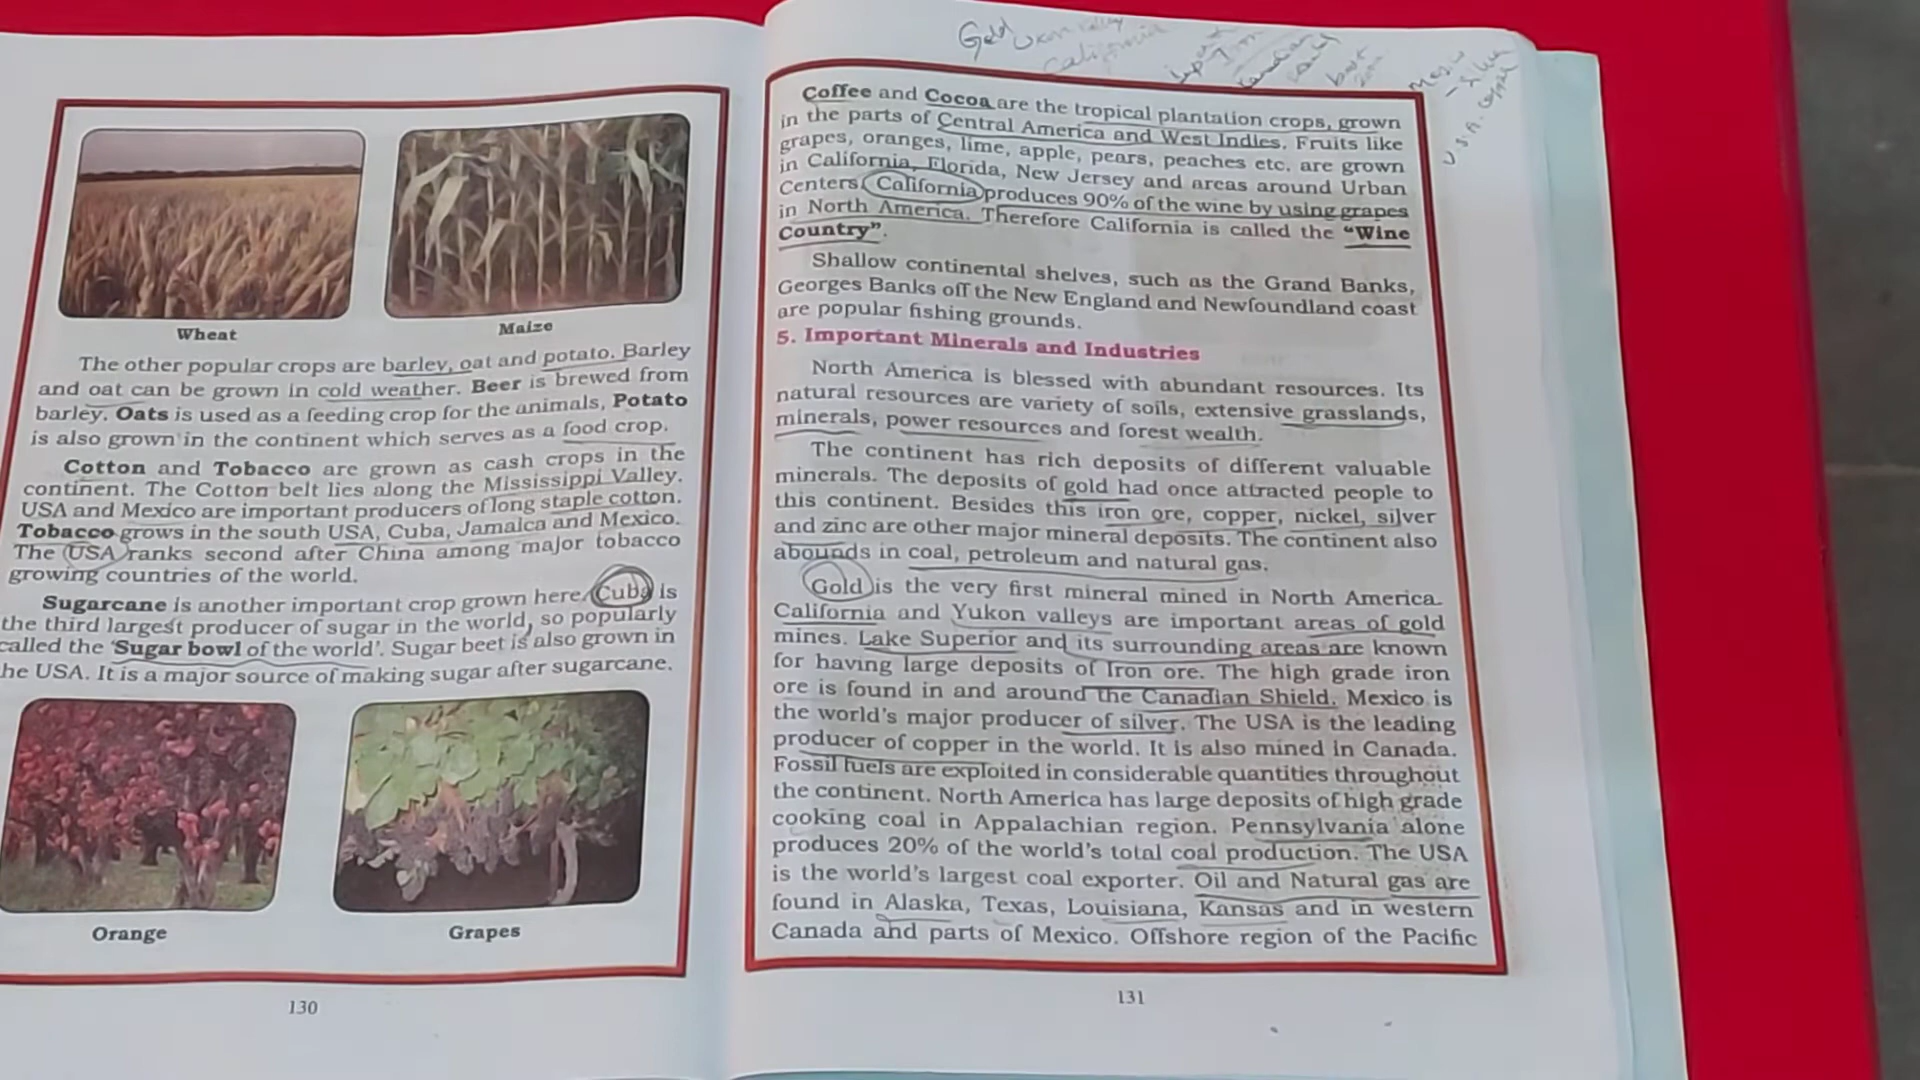 Wheat
Maize
The other popular crops are barley, oat and potato. Barley
and oat can be grown in cold weather. Beer is brewed from
barley. Oats is used as a feeding crop for the animals, Potato
is also grown in the continent which serves as a food crop.
Cotton and Tobacco are grown as cash crops in the
continent. The Cotton belt lies along the Mississippi Valley.
USA and Mexico are important producers of long staple cotton.
Tobacco grows in the south USA, Cuba, Jamaica and Mexico.
The USA ranks second after China among major tobacco
growing countries of the world.
Sugarcane is another important crop grown here. Cuba is
the third largest producer of sugar in the world, so popularly
called the 'Sugar bowl of the world'. Sugar beet is also grown in
he USA. It is a major source of making sugar after sugarcane.
Orange
Grapes
130
Gold
California
Coffee and Cocoa are the tropical plantation crops, grown
in the parts of Central America and West Indies. Fruits like
grapes, oranges, lime, apple, pears, peaches etc. are grown
in California, Florida, New Jersey and areas around Urban
Centers. California produces 90% of the wine by using grapes
in North America. Therefore California is called the "Wine
Country".
Shallow continental shelves, such as the Grand Banks,
Georges Banks off the New England and Newfoundland coast
are popular fishing grounds.
5. Important Minerals and Industries
North America is blessed with abundant resources. Its
natural resources are variety of soils, extensive grasslands,
minerals, power resources and forest wealth.
The continent has rich deposits of different valuable
minerals. The deposits of gold had once attracted people to
this continent. Besides this iron ore, copper, nickel, silver
and zinc are other major mineral deposits. The continent also
abounds in coal, petroleum and natural gas.
Gold is the very first mineral mined in North America.
California and Yukon valleys are important areas of gold
mines. Lake Superior and its surrounding areas are known
for having large deposits of Iron ore. The high grade iron
ore is found in and around the Canadian Shield. Mexico is
the world's major producer of silver. The USA is the leading
producer of copper in the world. It is also mined in Canada.
Fossil fuels are exploited in considerable quantities throughout
the continent. North America has large deposits of high grade
cooking coal in Appalachian region. Pennsylvania alone
produces 20% of the world's total coal production. The USA
is the world's largest coal exporter. Oil and Natural gas are
found in Alaska, Texas, Louisiana, Kansas and in western
Canada and parts of Mexico. Offshore region of the Pacific
131